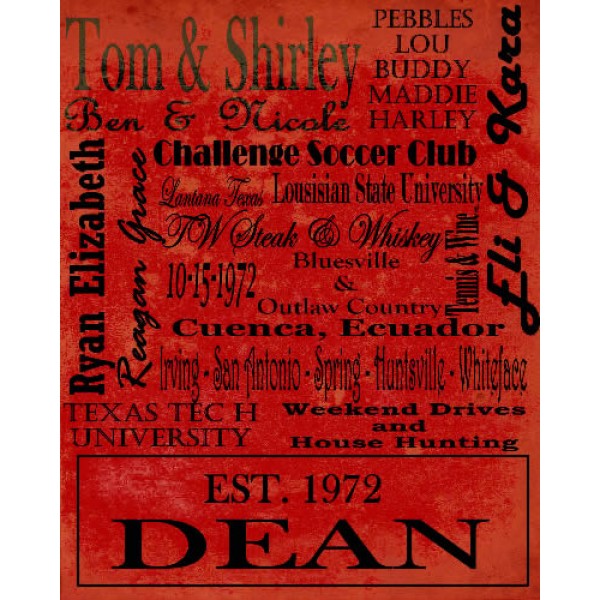 Tom & Shirley
PEBBLES
LOU
BUDDY
MADDIE
HARLEY
Eli & Kara
Ben & Nicole
Challenge Soccer Club
Ryan Elizabeth
Reagan Grace
Lantana Texas
Lousisian State University
TW Steak & Whiskey
Tennis & Wine
Bluesville
&
Outlaw Country
10-15-1972
Cuenca, Ecuador
Irving - San Antonio - Spring - Huntsville - Whiteface
TEXAS TEC H
UNIVERSITY
Weekend Drives
and
House Hunting
EST. 1972
DEAN